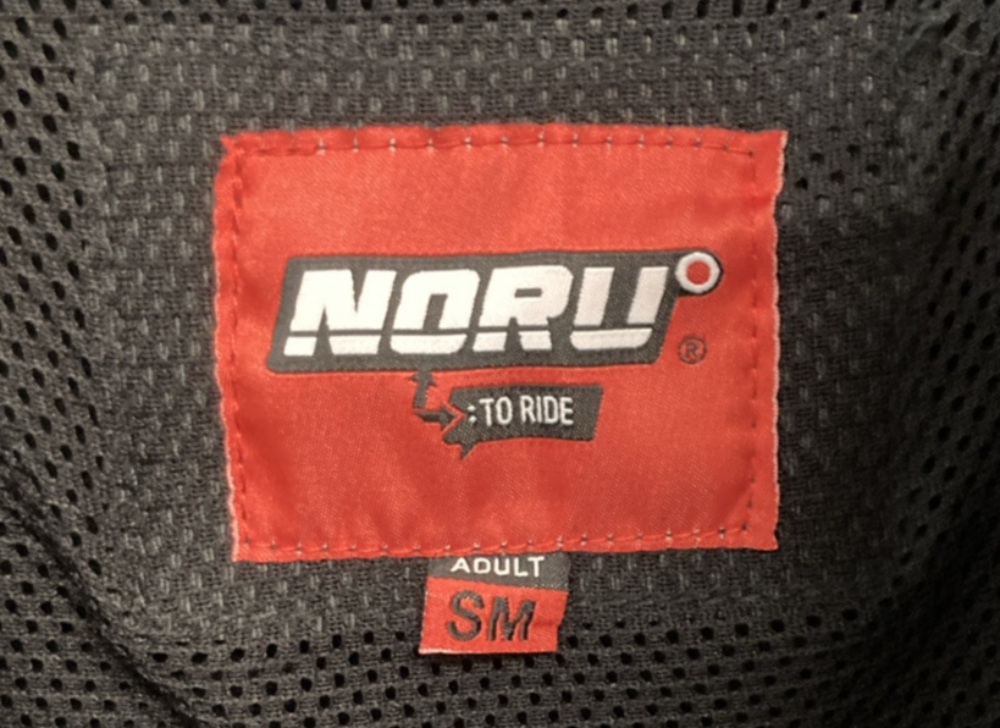 NORU°
®
:TO RIDE
ADULT
SM